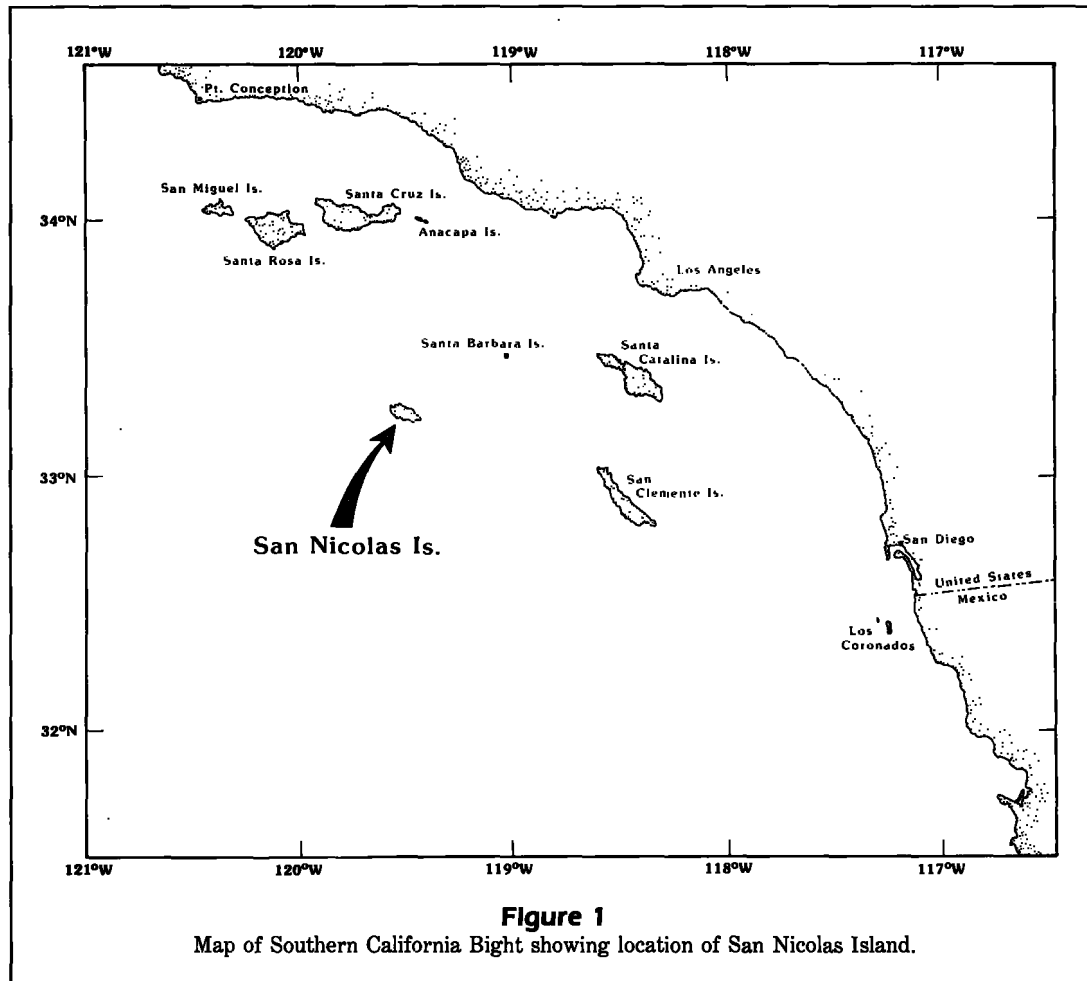 121°W 120°W 119°W 118°W 117°W
Pt. Conception
San Miguel Is.
Santa Cruz Is.
34°N
Anacapa Is.
Santa Rosa Is.
Los Angeles
Santa Barbara Is.
Santa
Catalina Is.
33°N
San
Clemente Is.
San Nicolas Is.
San Diego
United States
Mexico
Los
Coronados
32°N
121°W 120°W 119°W 118°W 117°W
Figure 1
Map of Southern California Bight showing location of San Nicolas Island.